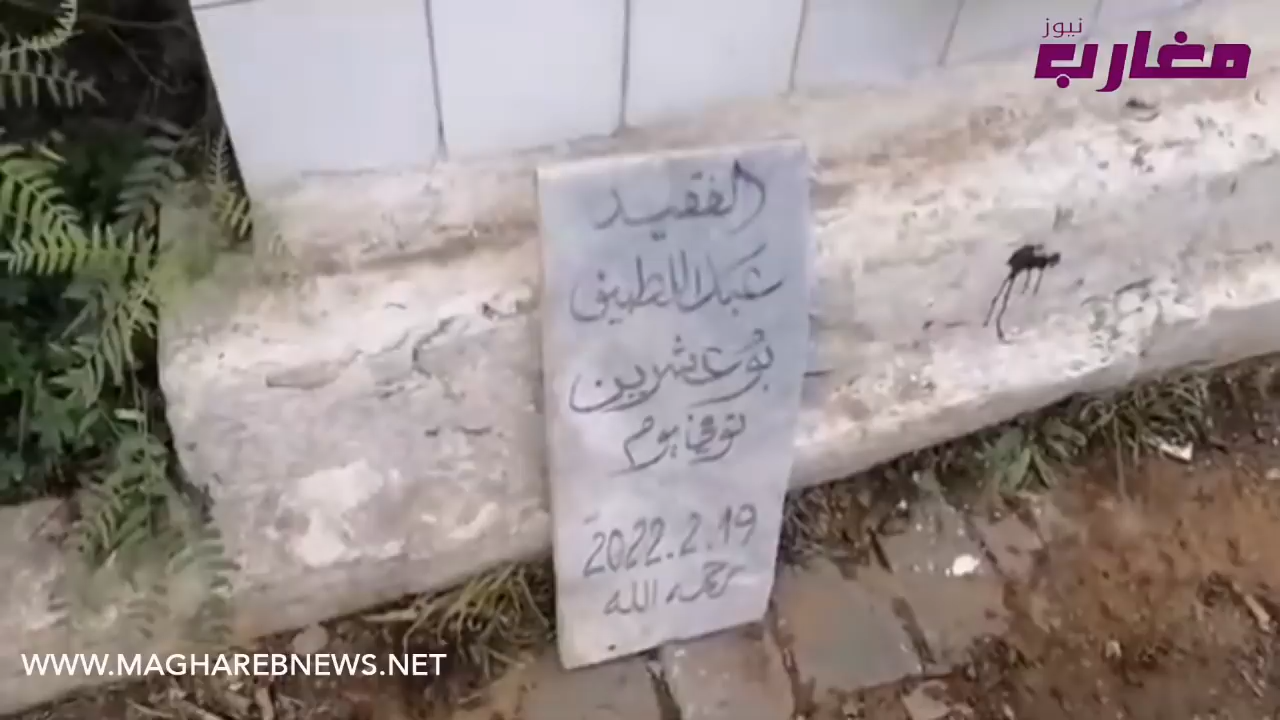 نيوز
مغارب
الفقيد
عبد اللطيف
بوعشرين
توفي يوم
2022.2.19
رحمه الله
WWW.MAGHAREBNEWS.NET